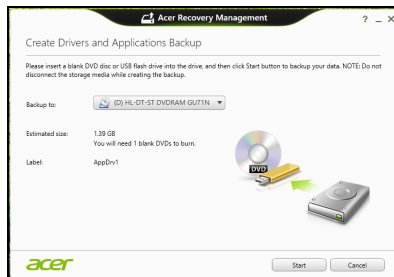 Acer Recovery Management
? _ X
Create Drivers and Applications Backup
Please insert a blank DVD disc or USB flash drive into the drive, and then click Start button to backup your data. NOTE: Do not
disconnect the storage media while creating the backup.
Backup to: (D) HL-DT-ST DVDRAM GU71N
Estimated size: 1.39 GB
You will need 1 blank DVDs to burn.
Label: AppDrv1
DVD
acer Start Cancel